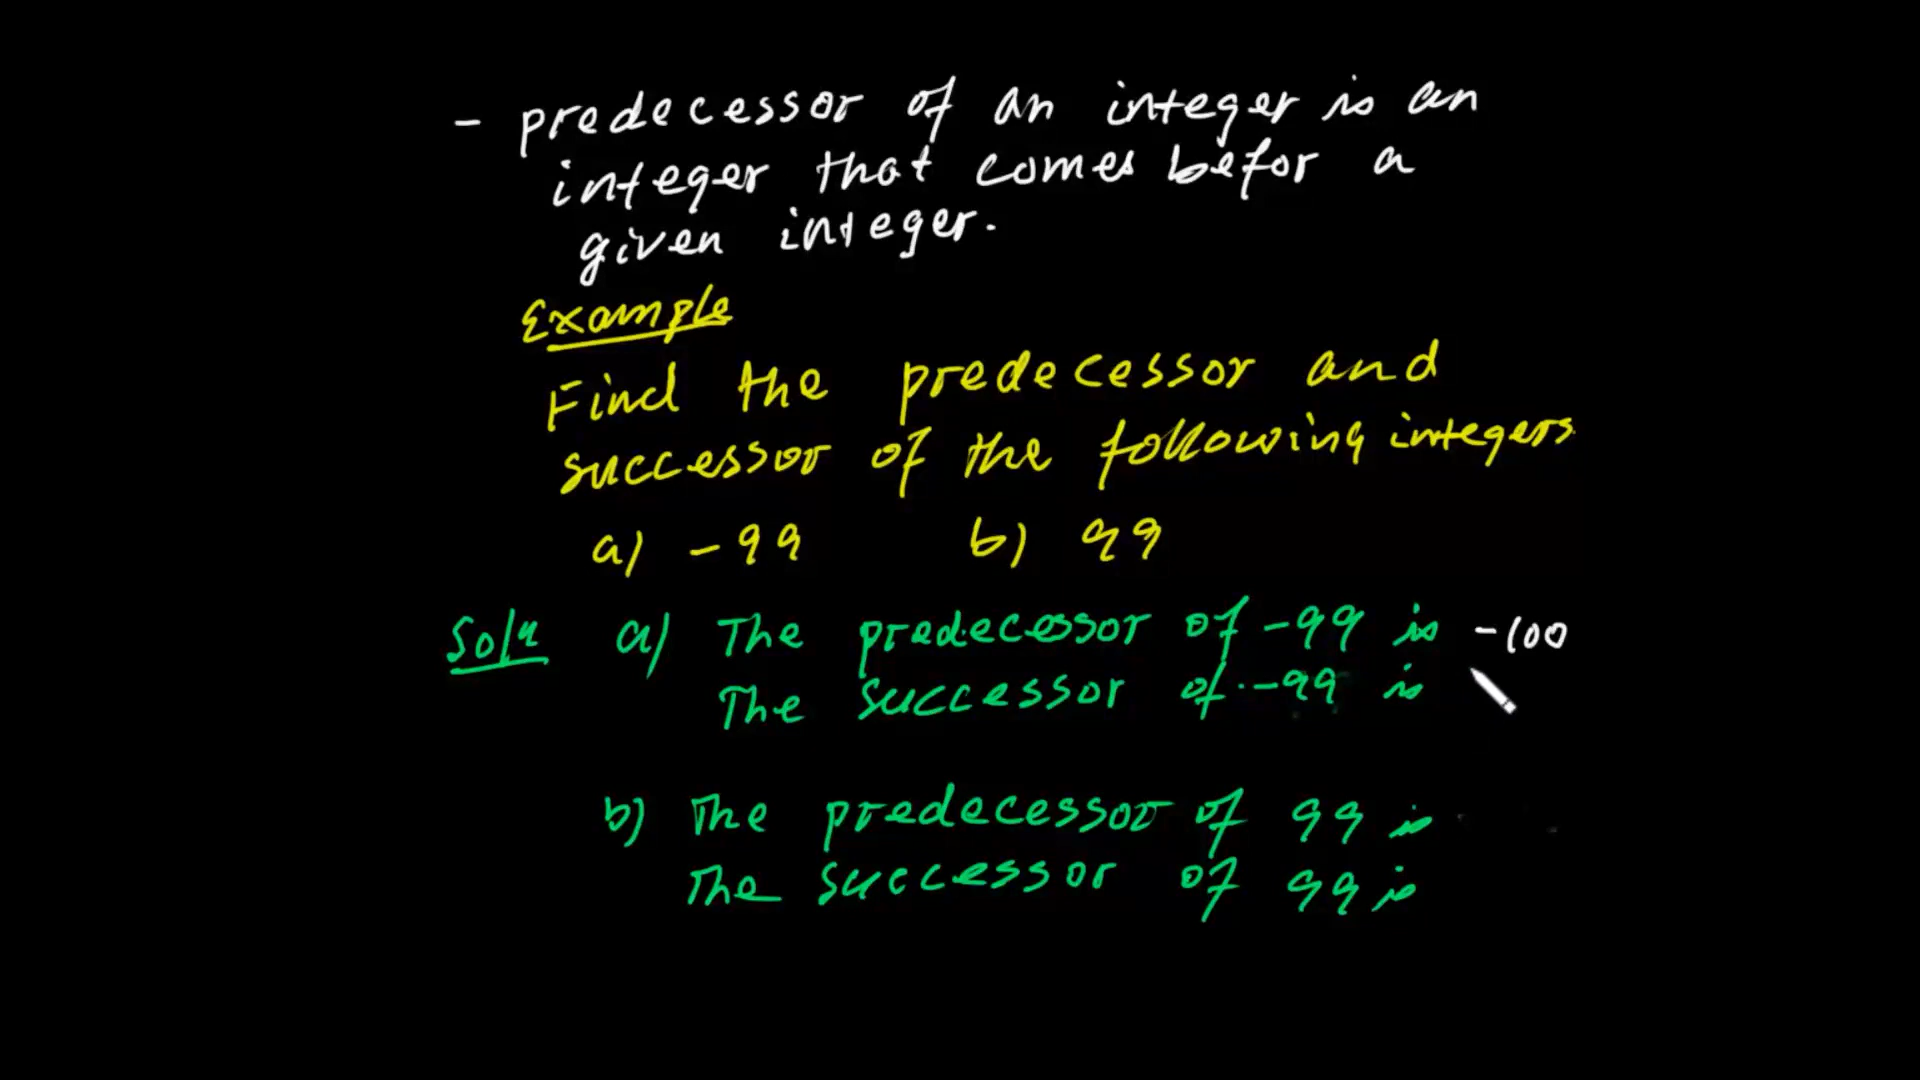 - predecessor of an integer is an
integer that comes befor a
given integer.
Example
Find the predecessor and
successor of the following integers
a) -99 b) 99
Soln a) The predecessor of -99 is -100
The successor of -99 is
b) The predecessor of 99 is
The successor of 99 is